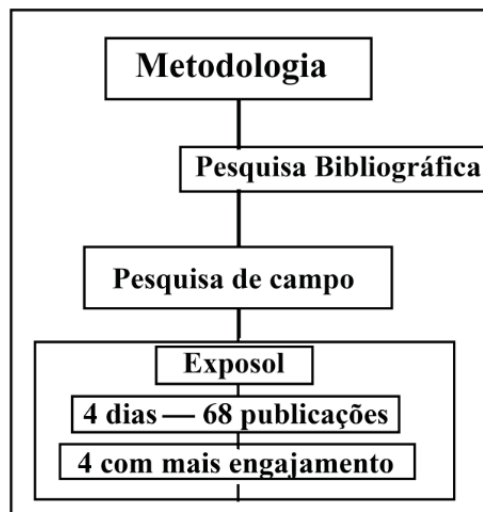 Metodologia
Pesquisa Bibliográfica
Pesquisa de campo
Exposol
4 dias — 68 publicações
4 com mais engajamento